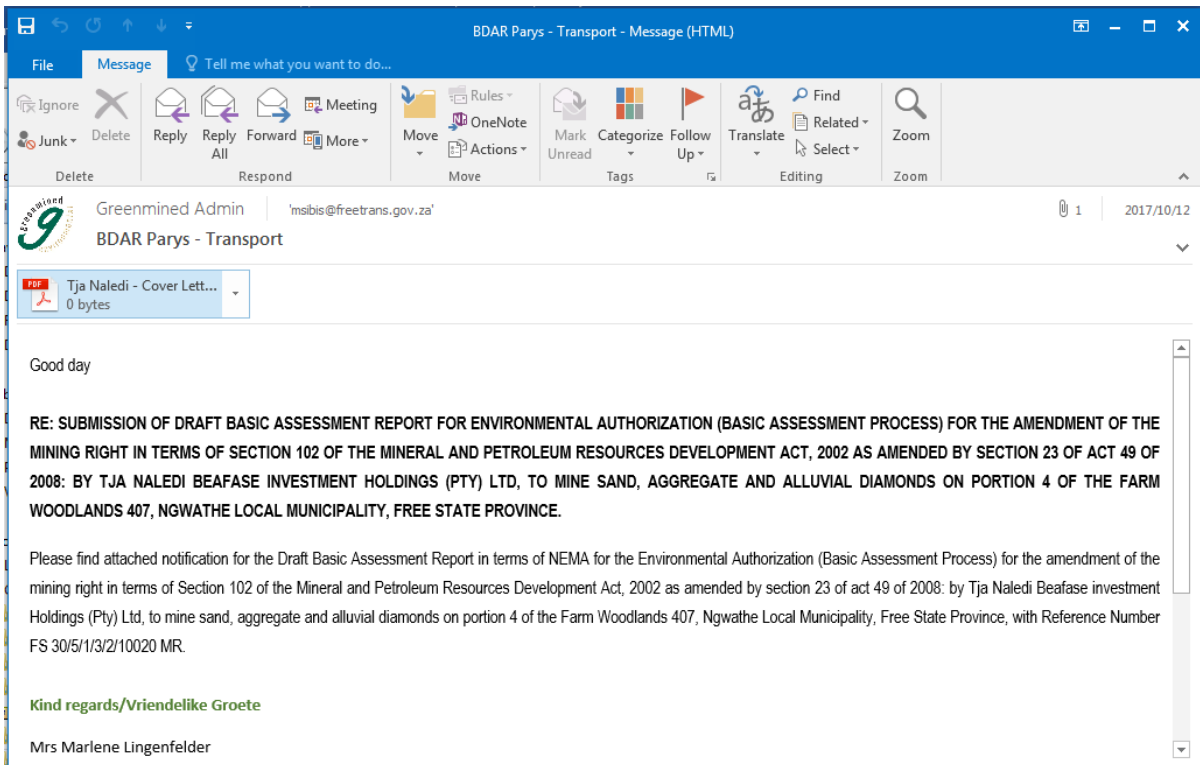 BDAR Parys - Transport - Message (HTML)
File Message Tell me what you want to do...
Ignore
Junk
Delete
Reply
Reply All
Forward
Meeting
More
Move
Rules
OneNote
Actions
Mark Unread
Categorize
Follow Up
Translate
Find
Related
Select
Zoom
Delete Respond Move Tags Editing Zoom
greenmined
Greenmined Admin 'msibis@freetrans.gov.za' 1 2017/10/12
BDAR Parys - Transport
PDF
Tja Naledi - Cover Lett...
0 bytes
Good day
RE: SUBMISSION OF DRAFT BASIC ASSESSMENT REPORT FOR ENVIRONMENTAL AUTHORIZATION (BASIC ASSESSMENT PROCESS) FOR THE AMENDMENT OF THE
MINING RIGHT IN TERMS OF SECTION 102 OF THE MINERAL AND PETROLEUM RESOURCES DEVELOPMENT ACT, 2002 AS AMENDED BY SECTION 23 OF ACT 49 OF
2008: BY TJA NALEDI BEAFASE INVESTMENT HOLDINGS (PTY) LTD, TO MINE SAND, AGGREGATE AND ALLUVIAL DIAMONDS ON PORTION 4 OF THE FARM
WOODLANDS 407, NGWATHE LOCAL MUNICIPALITY, FREE STATE PROVINCE.
Please find attached notification for the Draft Basic Assessment Report in terms of NEMA for the Environmental Authorization (Basic Assessment Process) for the amendment of the
mining right in terms of Section 102 of the Mineral and Petroleum Resources Development Act, 2002 as amended by section 23 of act 49 of 2008: by Tja Naledi Beafase investment
Holdings (Pty) Ltd, to mine sand, aggregate and alluvial diamonds on portion 4 of the Farm Woodlands 407, Ngwathe Local Municipality, Free State Province, with Reference Number
FS 30/5/1/3/2/10020 MR.
Kind regards/Vriendelike Groete
Mrs Marlene Lingenfelder